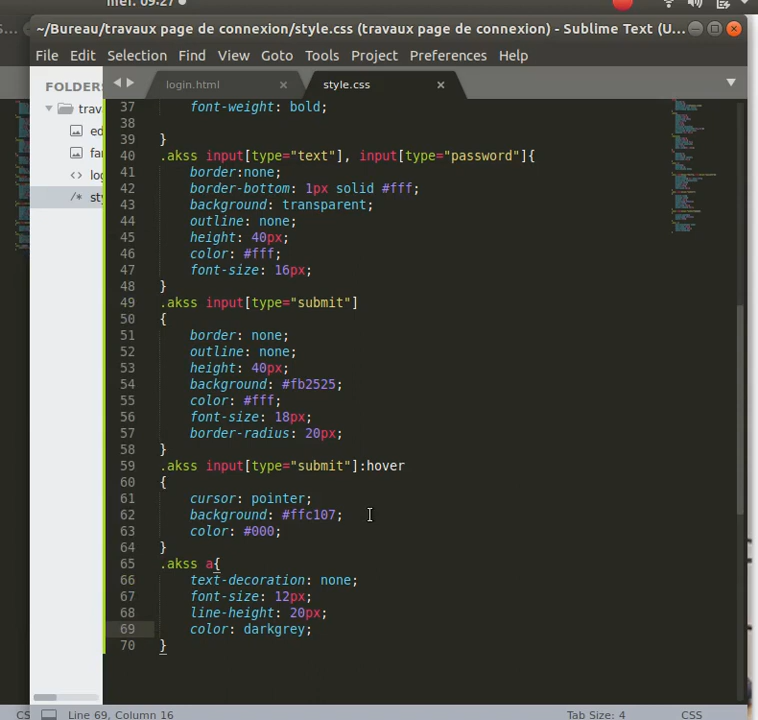 mer. 09:27
~/Bureau/travaux page de connexion/style.css (travaux page de connexion) - Sublime Text (U...
File Edit Selection Find View Goto Tools Project Preferences Help
FOLDERS
login.html × style.css ×
trav
ed
fa
log
/* sty
37 font-weight: bold;
38
39 }
40 .akss input[type="text"], input[type="password"]{
41 border:none;
42 border-bottom: 1px solid #fff;
43 background: transparent;
44 outline: none;
45 height: 40px;
46 color: #fff;
47 font-size: 16px;
48 }
49 .akss input[type="submit"]
50 {
51 border: none;
52 outline: none;
53 height: 40px;
54 background: #fb2525;
55 color: #fff;
56 font-size: 18px;
57 border-radius: 20px;
58 }
59 .akss input[type="submit"]:hover
60 {
61 cursor: pointer;
62 background: #ffc107;
63 color: #000;
64 }
65 .akss a{
66 text-decoration: none;
67 font-size: 12px;
68 line-height: 20px;
69 color: darkgrey;
70 }
CS Line 69, Column 16 Tab Size: 4 CSS